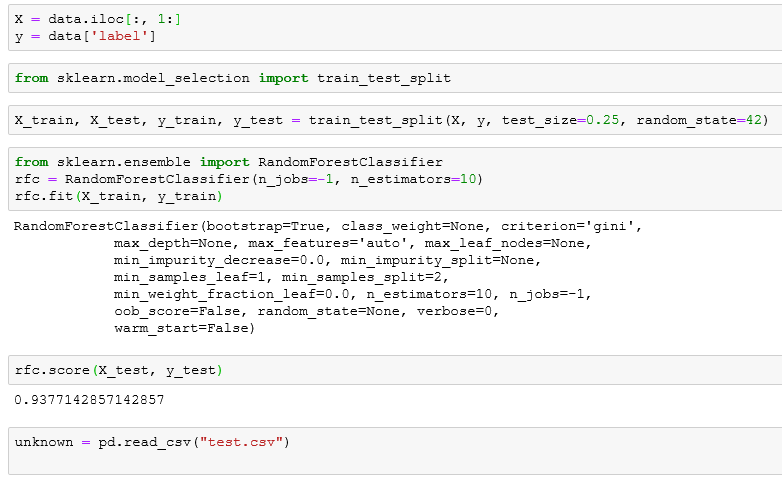 X = data.iloc[:, 1:]
y = data['label']
from sklearn.model_selection import train_test_split
X_train, X_test, y_train, y_test = train_test_split(X, y, test_size=0.25, random_state=42)
from sklearn.ensemble import RandomForestClassifier
rfc = RandomForestClassifier(n_jobs=-1, n_estimators=10)
rfc.fit(X_train, y_train)
RandomForestClassifier(bootstrap=True, class_weight=None, criterion='gini',
            max_depth=None, max_features='auto', max_leaf_nodes=None,
            min_impurity_decrease=0.0, min_impurity_split=None,
            min_samples_leaf=1, min_samples_split=2,
            min_weight_fraction_leaf=0.0, n_estimators=10, n_jobs=-1,
            oob_score=False, random_state=None, verbose=0,
            warm_start=False)
rfc.score(X_test, y_test)
0.9377142857142857
unknown = pd.read_csv("test.csv")